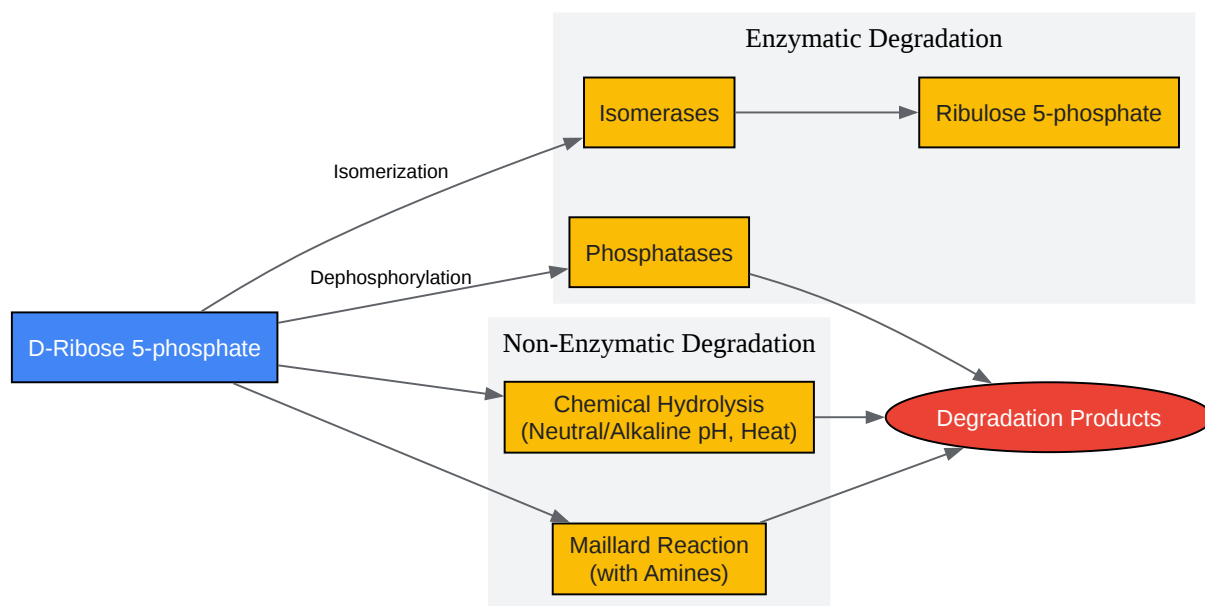 Enzymatic Degradation
Isomerases
Ribulose 5-phosphate
Isomerization
Phosphatases
Dephosphorylation
D-Ribose 5-phosphate
Non-Enzymatic Degradation
Chemical Hydrolysis
(Neutral/Alkaline pH, Heat)
Degradation Products
Maillard Reaction
(with Amines)